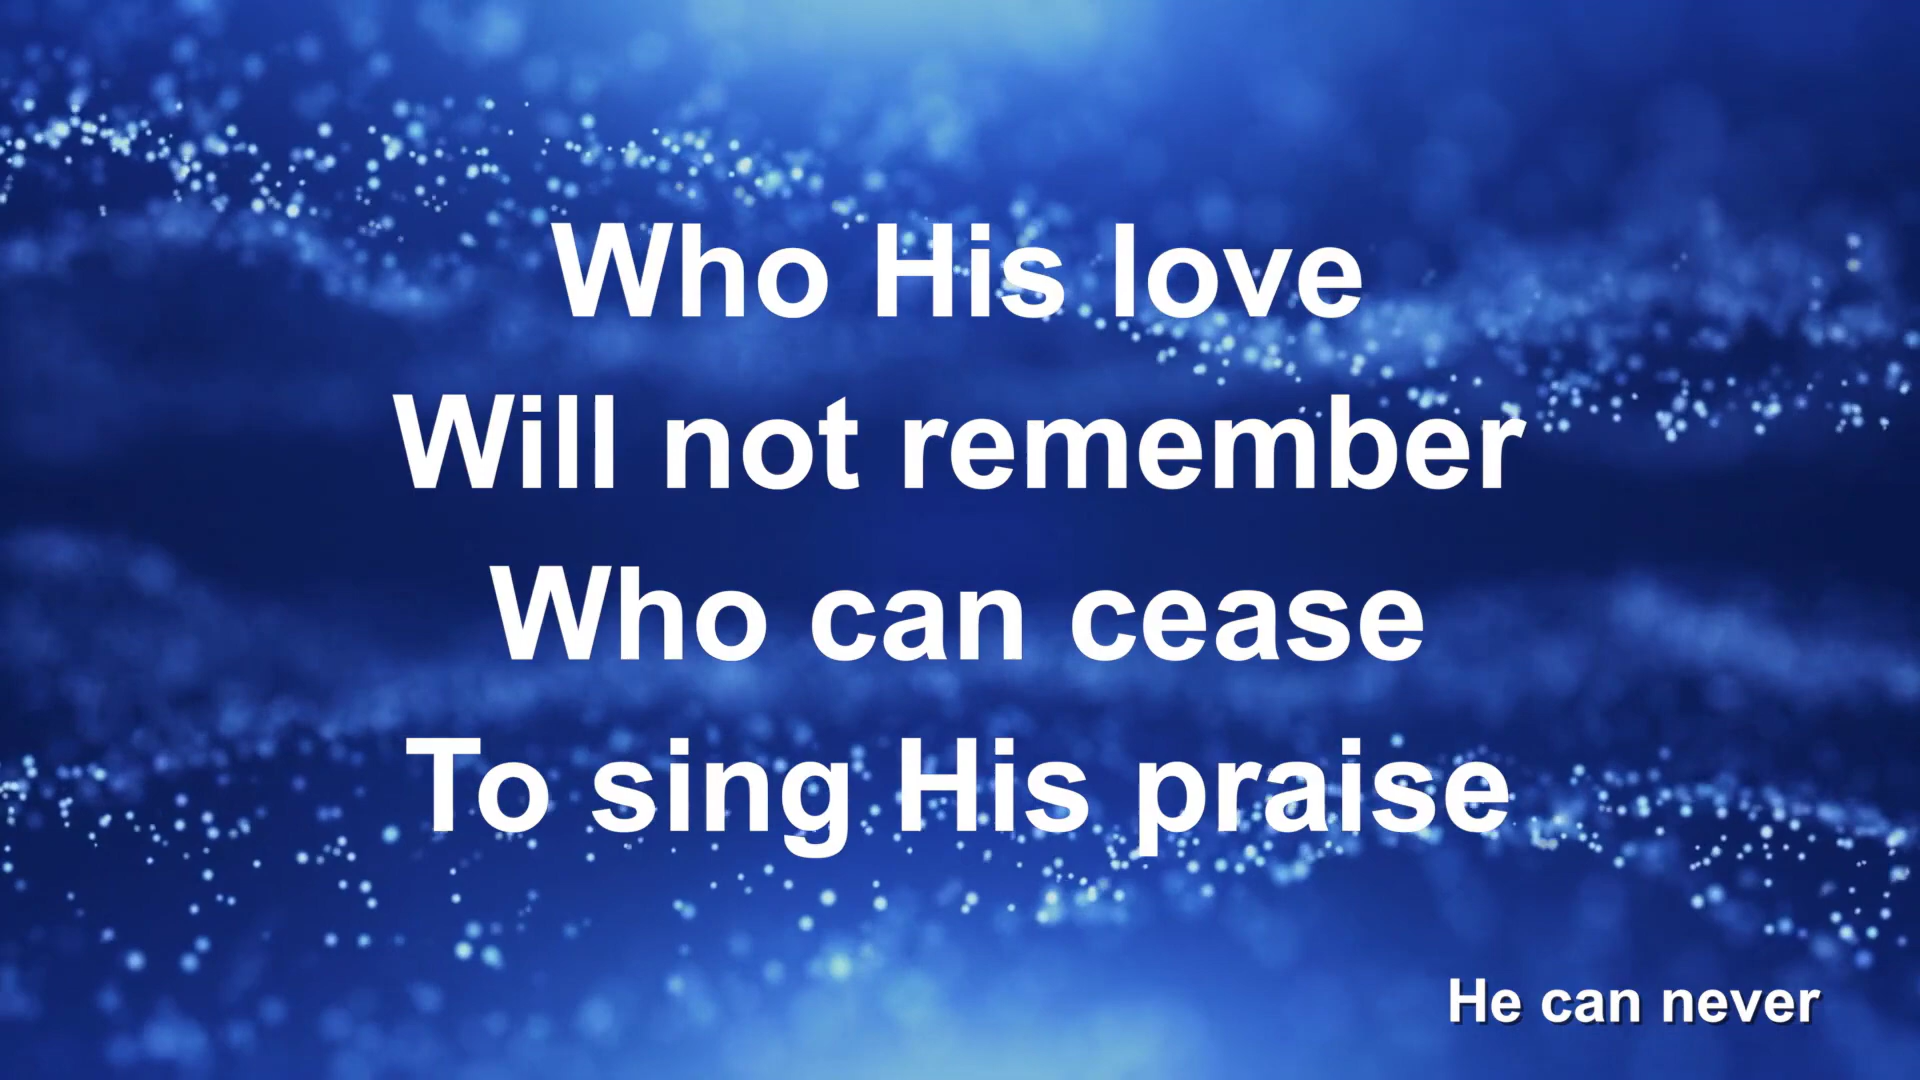 Who His love
Will not remember
Who can cease
To sing His praise
He can never